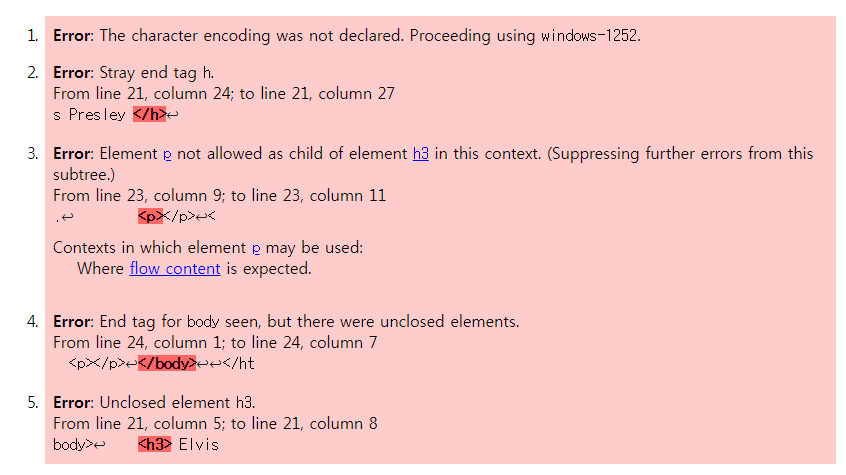 1. Error: The character encoding was not declared. Proceeding using windows-1252.
2. Error: Stray end tag h.
From line 21, column 24; to line 21, column 27
s Presley </h>↩
3. Error: Element p not allowed as child of element h3 in this context. (Suppressing further errors from this
subtree.)
From line 23, column 9; to line 23, column 11
.↩ <p></p>↩<
Contexts in which element p may be used:
Where flow content is expected.
4. Error: End tag for body seen, but there were unclosed elements.
From line 24, column 1; to line 24, column 7
<p></p>↩</body>↩↩</ht
5. Error: Unclosed element h3.
From line 21, column 5; to line 21, column 8
body>↩ <h3> Elvis